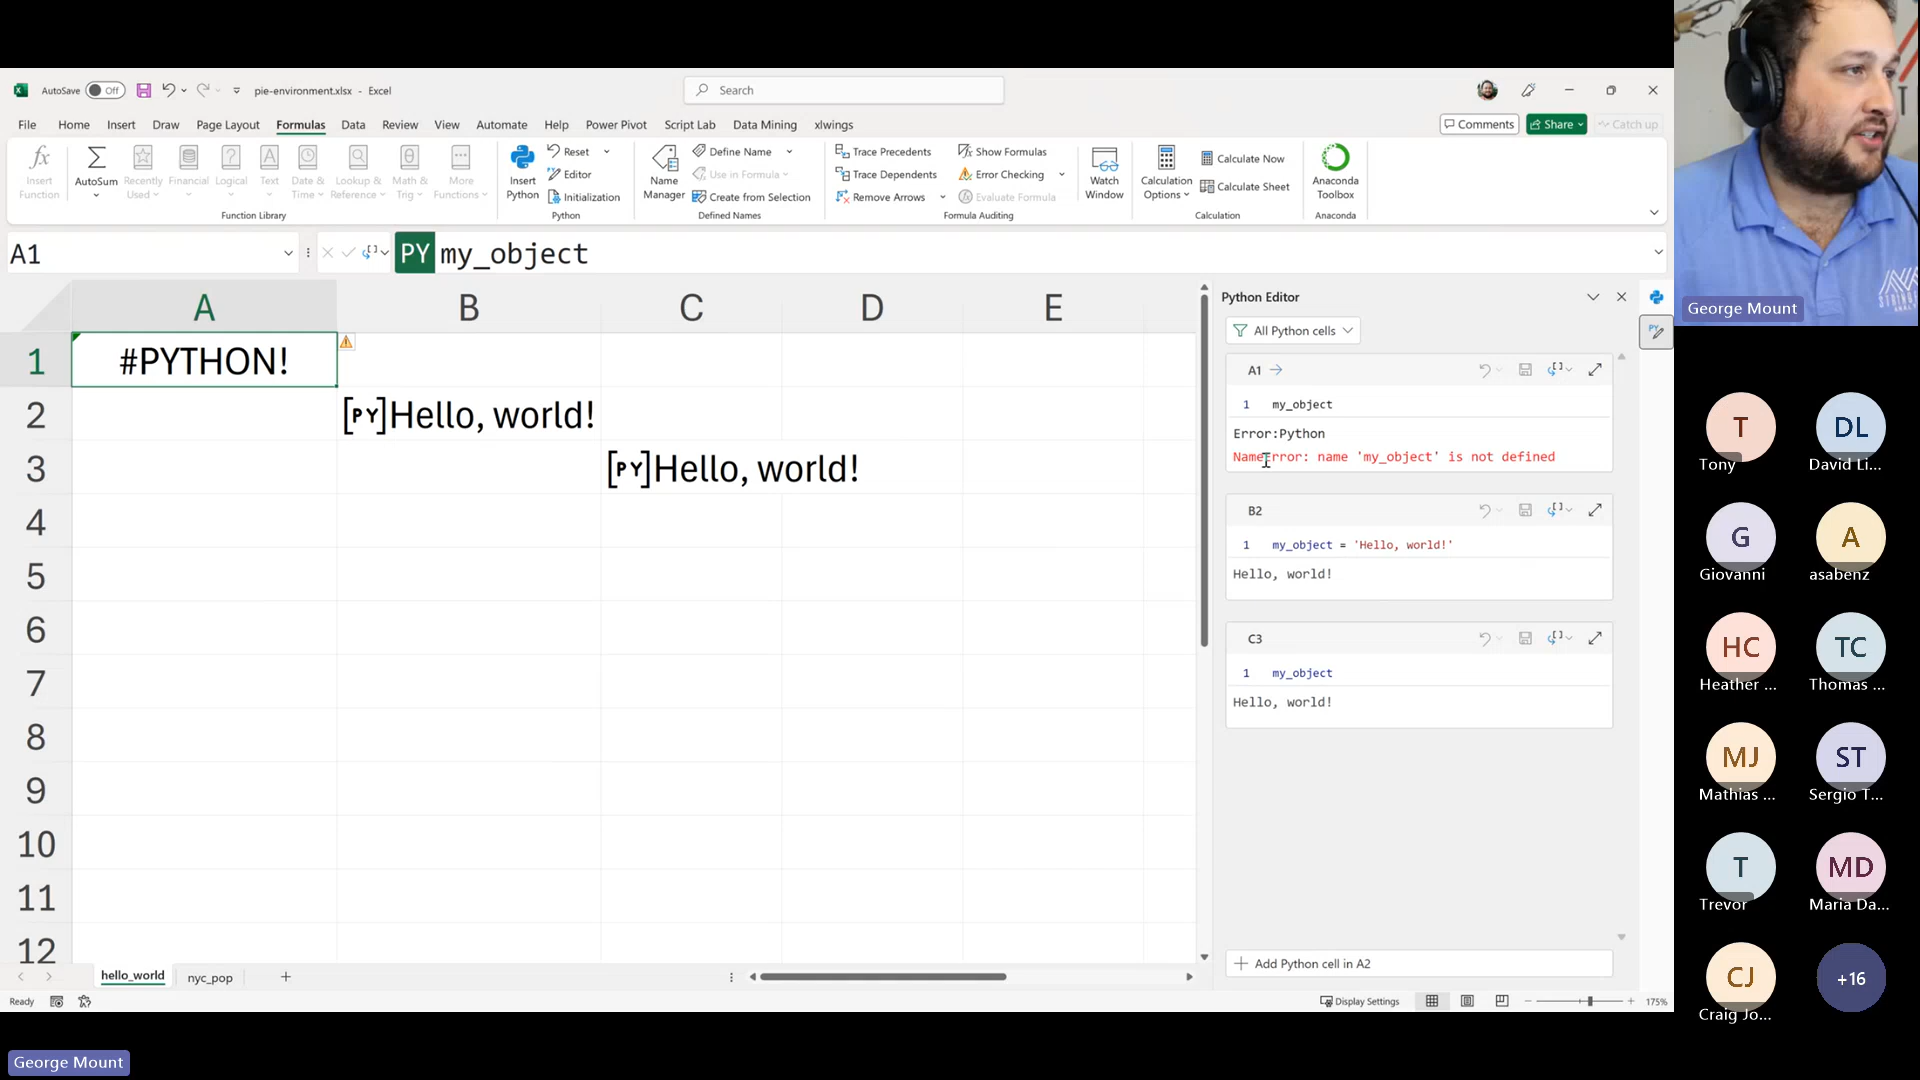 AutoSave Off pie-environment.xlsx - Excel Search
File Home Insert Draw Page Layout Formulas Data Review View Automate Help Power Pivot Script Lab Data Mining xlwings Comments Share Catch up
fx Insert Function
AutoSum
Recently Used
Financial
Logical
Text
Date & Time
Lookup & Reference
Math & Trig
More Functions
Function Library
Insert Python
Reset
Editor
Initialization
Python
Name Manager
Define Name
Use in Formula
Create from Selection
Defined Names
Trace Precedents
Trace Dependents
Remove Arrows
Show Formulas
Error Checking
Evaluate Formula
Formula Auditing
Watch Window
Calculation Options
Calculate Now
Calculate Sheet
Calculation
Anaconda Toolbox
Anaconda
A1 PY my_object
A B C D E
1 #PYTHON!
2 [PY]Hello, world!
3 [PY]Hello, world!
4
5
6
7
8
9
10
11
12
hello_world nyc_pop
Ready
Display Settings
175%
Python Editor
All Python cells
A1
1 my_object
Error:Python
NameError: name 'my_object' is not defined
B2
1 my_object = 'Hello, world!'
Hello, world!
C3
1 my_object
Hello, world!
Add Python cell in A2
George Mount
T DL
Tony David Li...
G A
Giovanni asabenz
HC TC
Heather ... Thomas ...
MJ ST
Mathias ... Sergio T...
T MD
Trevor Maria Da...
CJ +16
Craig Jo...
George Mount